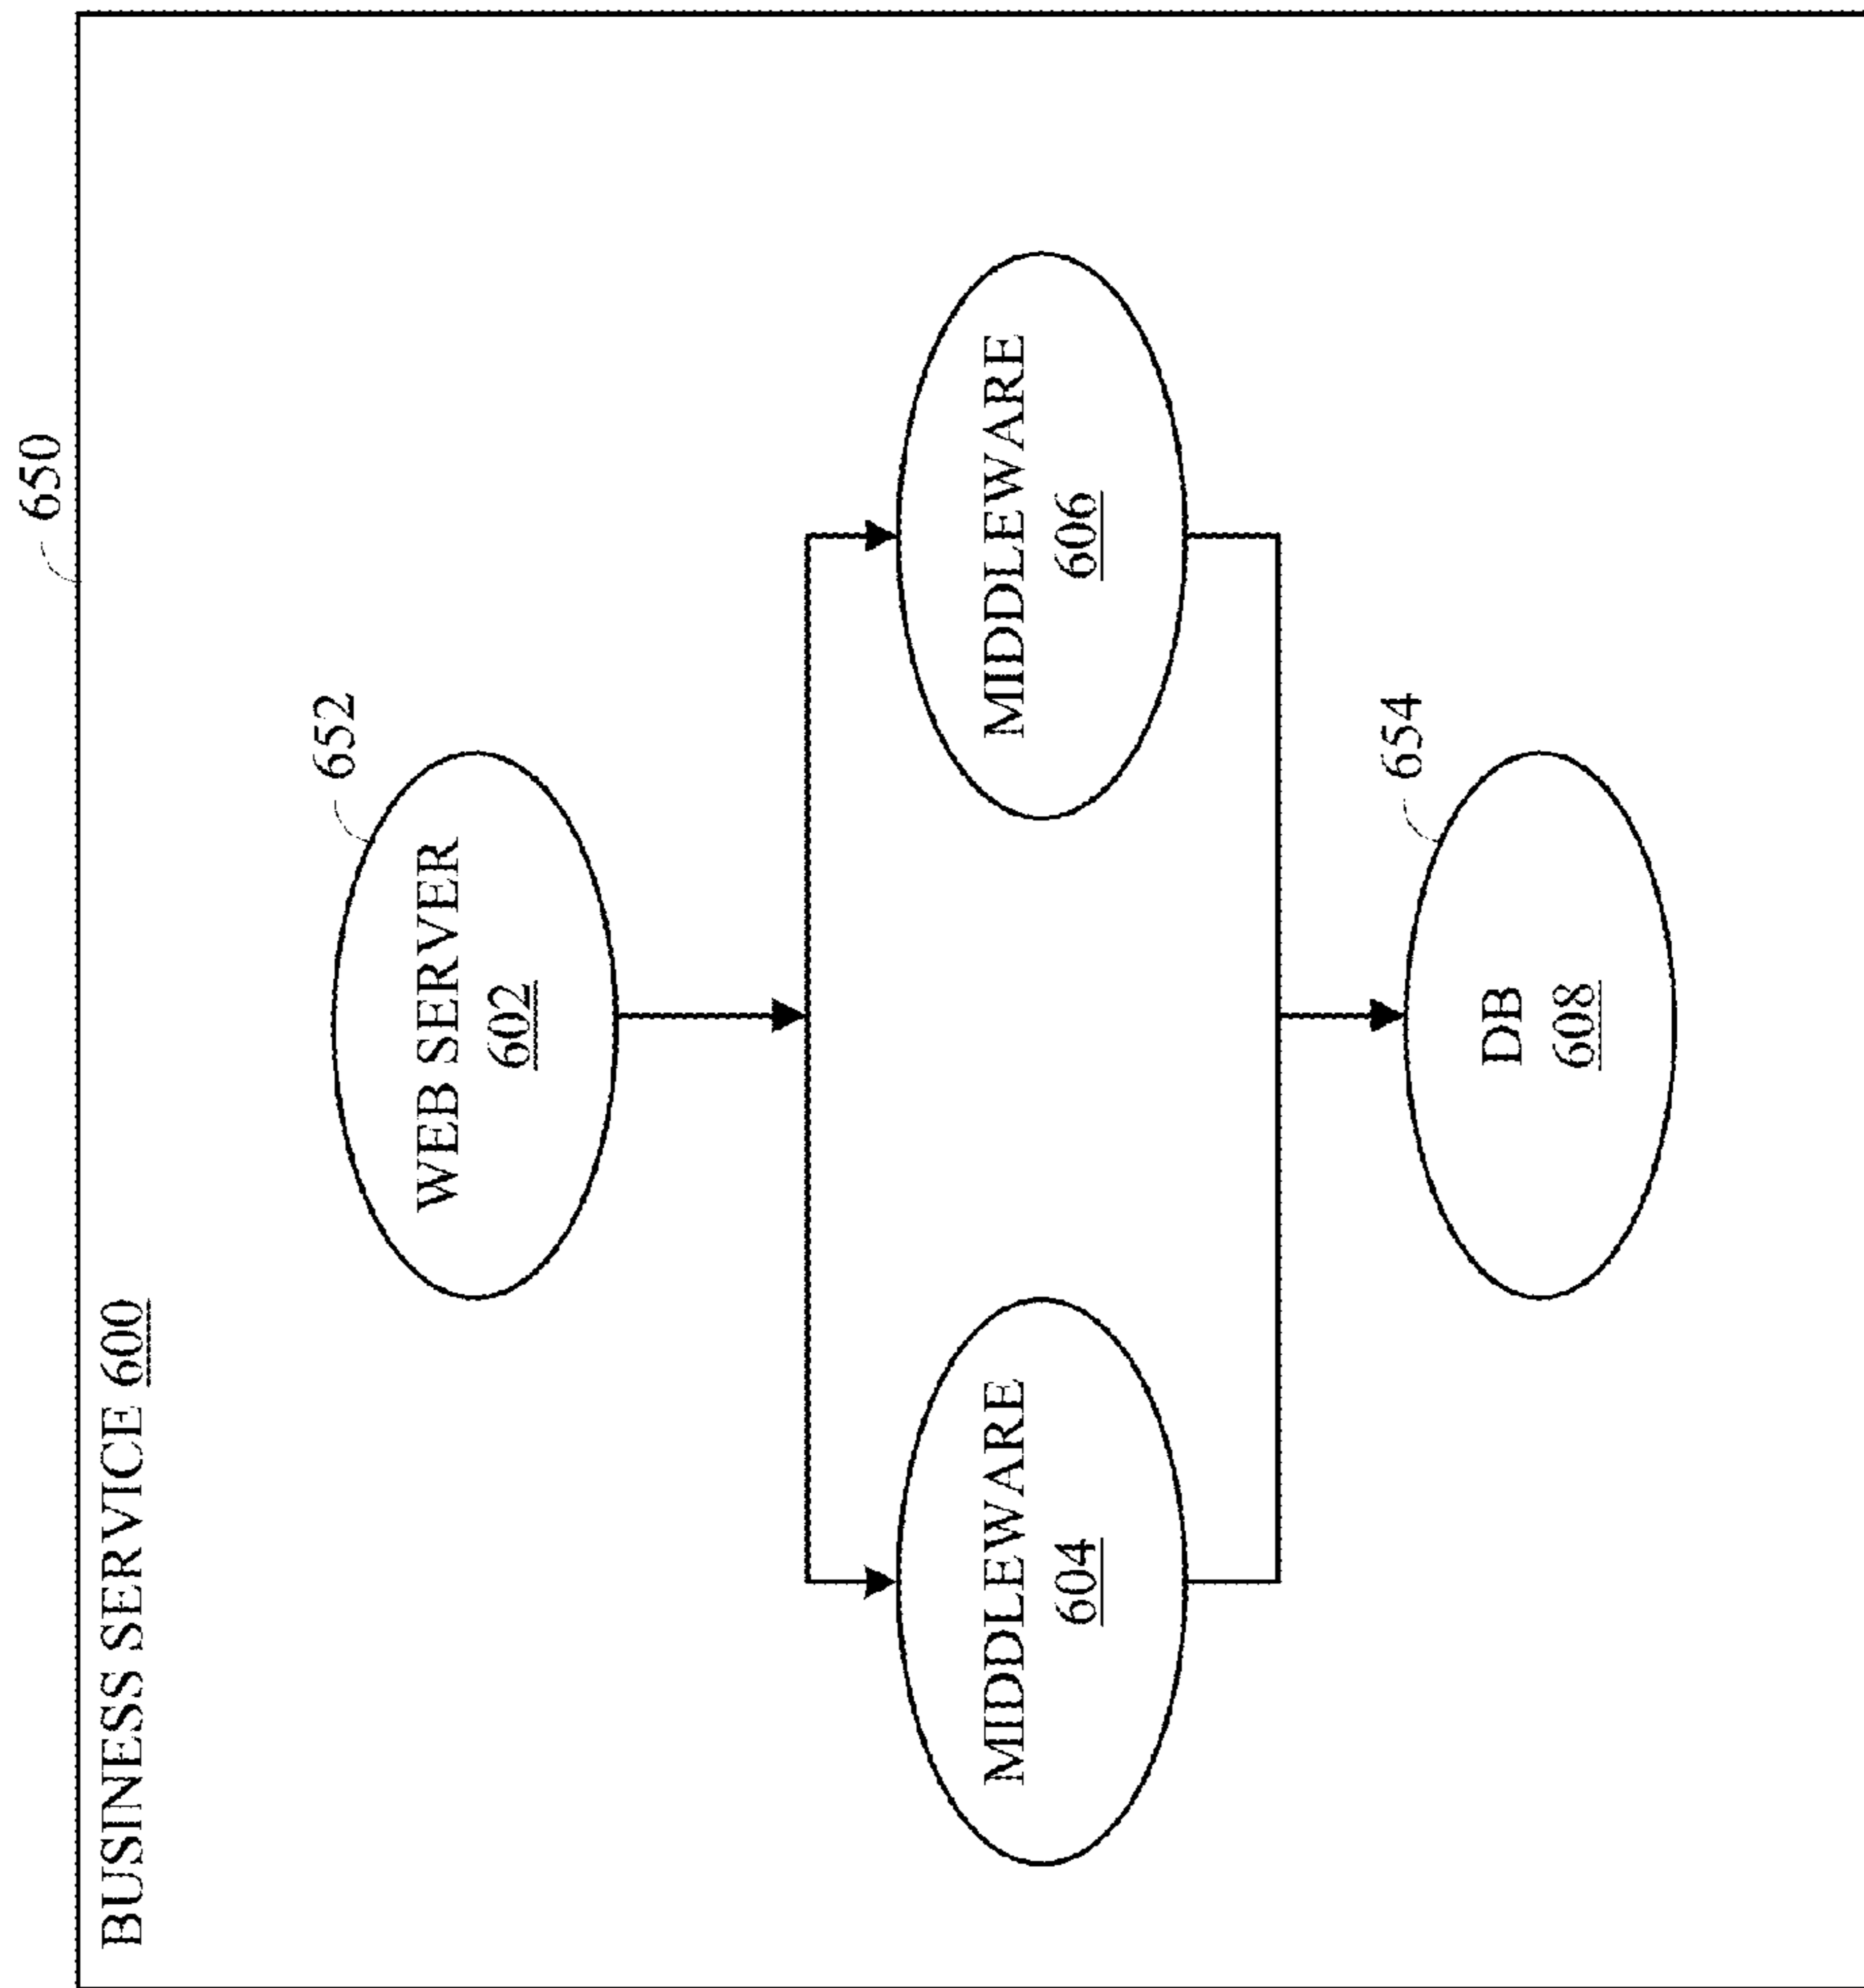 BUSINESS SERVICE 600
650
652
WEB SERVER
602
MIDDLEWARE
604
MIDDLEWARE
606
654
DB
608